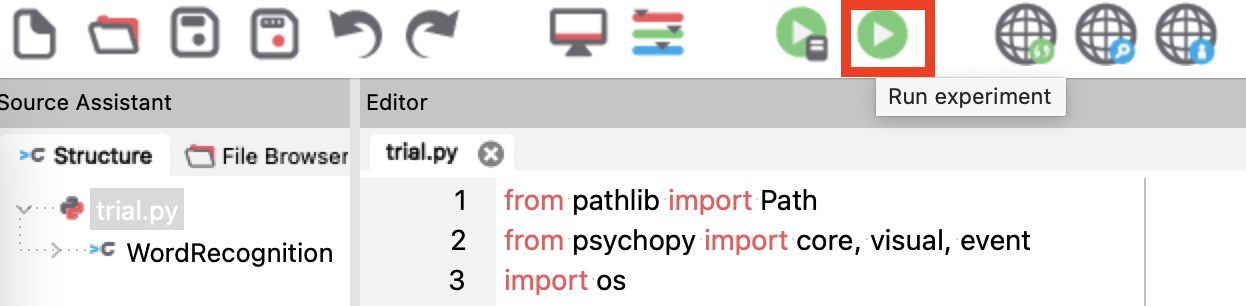 Run experiment
Source Assistant
Editor
Structure
File Browser
trial.py
trial.py
WordRecognition
1 from pathlib import Path
2 from psychopy import core, visual, event
3 import os